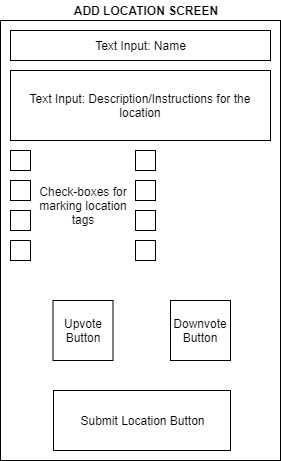 ADD LOCATION SCREEN
Text Input: Name
Text Input: Description/Instructions for the
location
Check-boxes for
marking location
tags
Upvote
Button
Downvote
Button
Submit Location Button